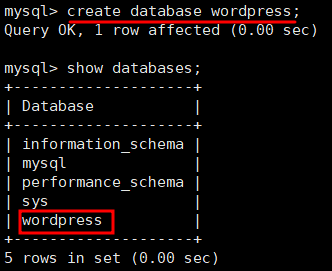 mysql> create database wordpress;
Query OK, 1 row affected (0.00 sec)

mysql> show databases;
+--------------------+
| Database           |
+--------------------+
| information_schema |
| mysql              |
| performance_schema |
| sys                |
| wordpress          |
+--------------------+
5 rows in set (0.00 sec)